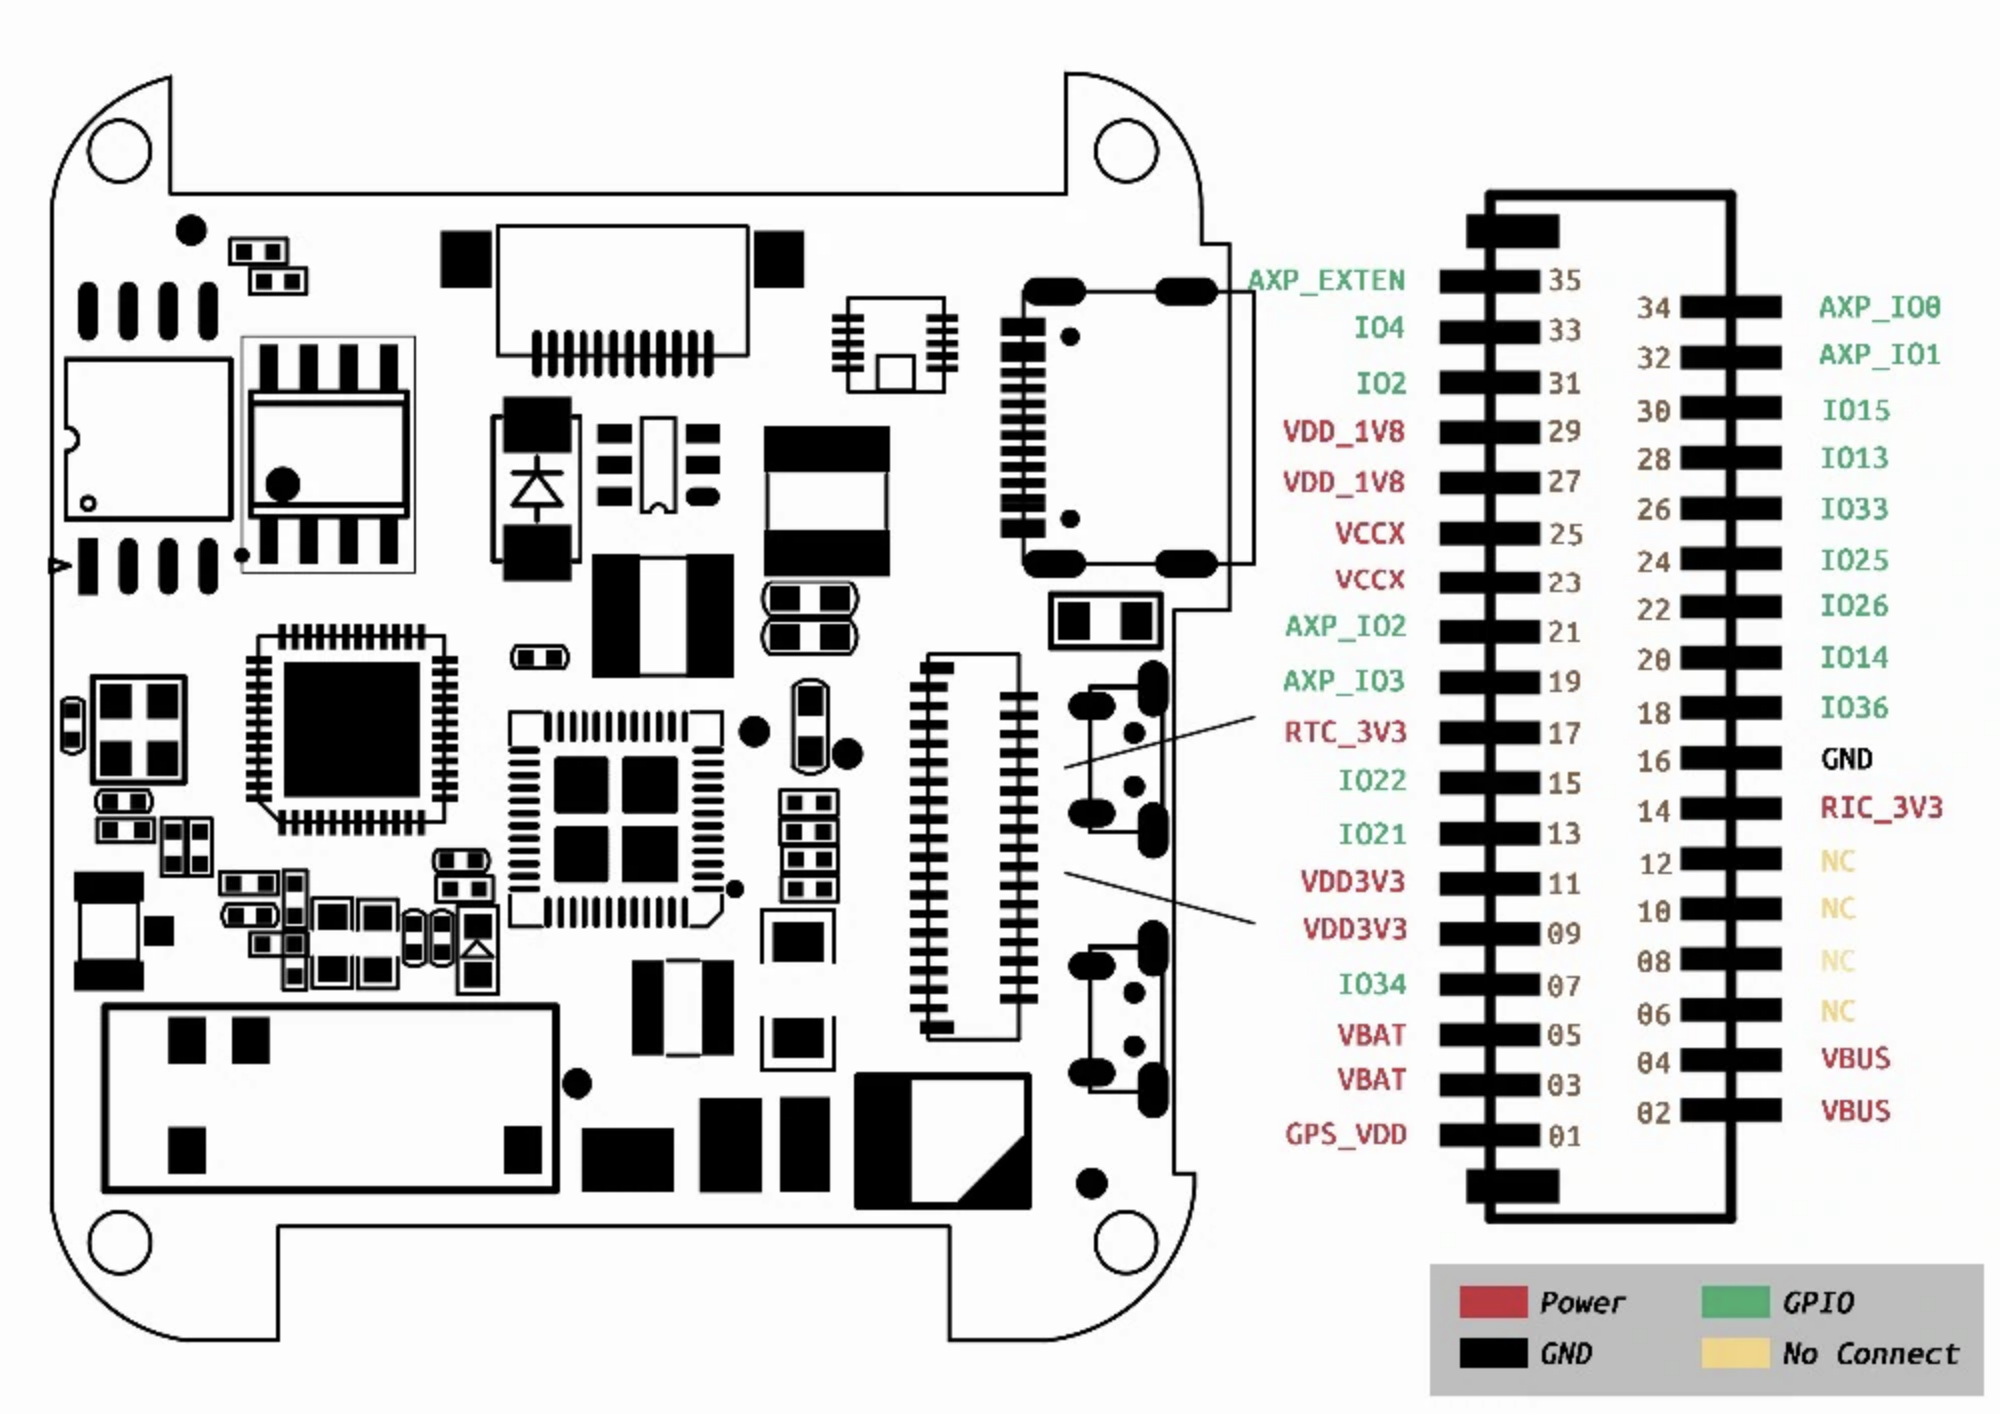 AXP_EXTEN 35
34 AXP_IO0
IO4 33
32 AXP_IO1
IO2 31
30 IO15
VDD_1V8 29
28 IO13
VDD_1V8 27
26 IO33
VCCX 25
24 IO25
VCCX 23
22 IO26
AXP_IO2 21
20 IO14
AXP_IO3 19
18 IO36
RTC_3V3 17
16 GND
IO22 15
14 RIC_3V3
IO21 13
12 NC
VDD3V3 11
10 NC
VDD3V3 09
08 NC
IO34 07
06 NC
VBAT 05
04 VBUS
VBAT 03
02 VBUS
GPS_VDD 01
Power GPIO
GND No Connect